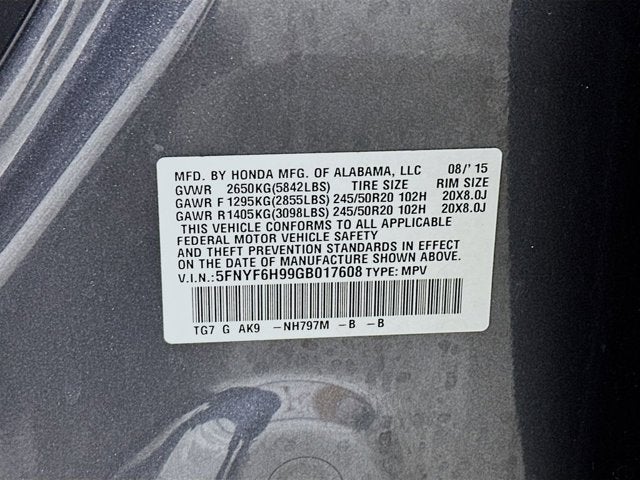 MFD. BY HONDA MFG. OF ALABAMA, LLC 08/'15
GVWR 2650KG(5842LBS) TIRE SIZE RIM SIZE
GAWR F 1295KG(2855LBS) 245/50R20 102H 20X8.0J
GAWR R 1405KG(3098LBS) 245/50R20 102H 20X8.0J
THIS VEHICLE CONFORMS TO ALL APPLICABLE
FEDERAL MOTOR VEHICLE SAFETY
AND THEFT PREVENTION STANDARDS IN EFFECT
ON THE DATE OF MANUFACTURE SHOWN ABOVE.
V.I.N.: 5FNYF6H99GB017608 TYPE: MPV
TG7 G AK9 -NH797M -B -B